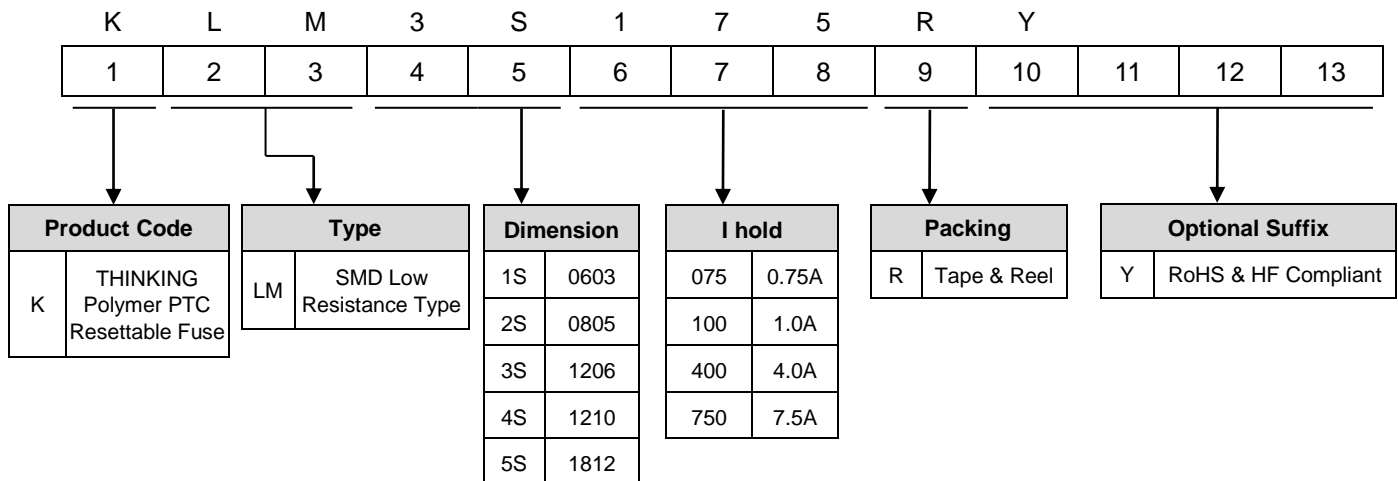 K L M 3 S 1 7 5 R Y
1 2 3 4 5 6 7 8 9 10 11 12 13
Product Code
K THINKING
Polymer PTC
Resettable Fuse
Type
LM SMD Low
Resistance Type
Dimension
1S 0603
2S 0805
3S 1206
4S 1210
5S 1812
I hold
075 0.75A
100 1.0A
400 4.0A
750 7.5A
Packing
R Tape & Reel
Optional Suffix
Y RoHS & HF Compliant